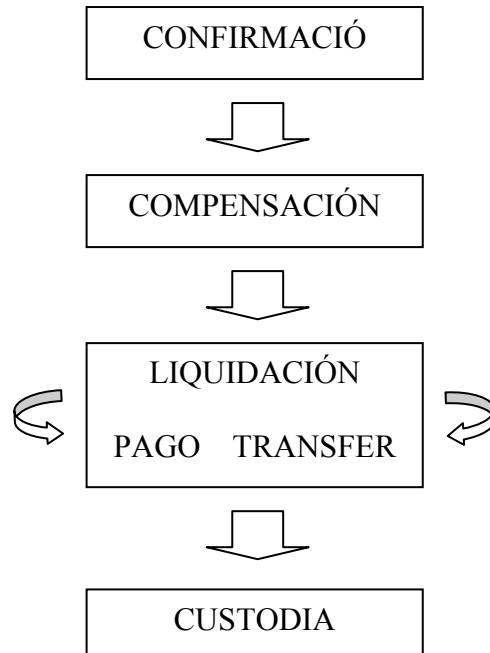 CONFIRMACIÓ
COMPENSACIÓN
LIQUIDACIÓN
PAGO TRANSFER
CUSTODIA